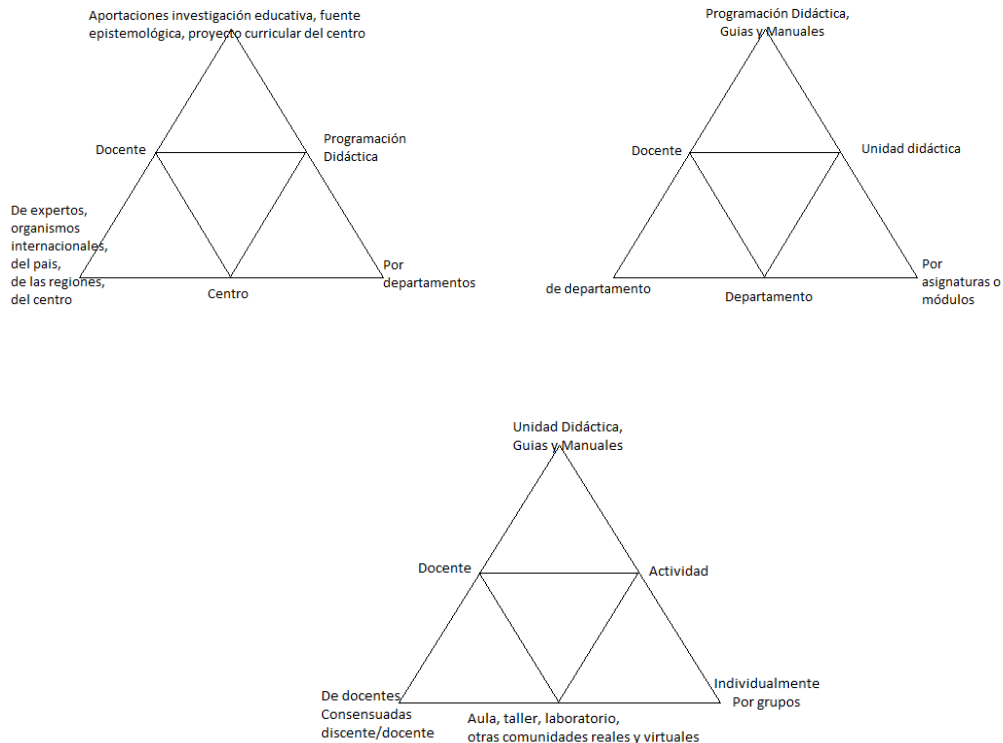 Aportaciones investigación educativa, fuente
epistemológica, proyecto curricular del centro
Docente
Programación
Didáctica
De expertos,
organismos
internacionales,
del pais,
de las regiones,
del centro
Centro
Por
departamentos
Programación Didáctica,
Guias y Manuales
Docente
Unidad didáctica
de departamento
Departamento
Por
asignaturas o
módulos
Unidad Didáctica,
Guias y Manuales
Docente
Actividad
De docentes
Consensuadas
discente/docente
Aula, taller, laboratorio,
otras comunidades reales y virtuales
Individualmente
Por grupos